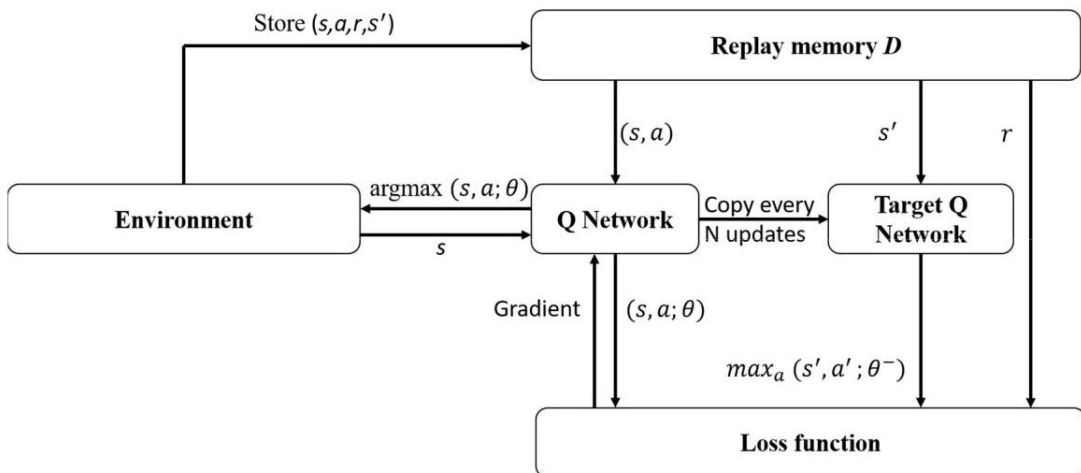 Store (s,a,r,s′)
Replay memory D
(s, a)
s′
r
argmax (s, a; θ)
Environment
Q Network
Copy every
N updates
Target Q
Network
s
Gradient
(s, a; θ)
max_a (s′, a′; θ⁻)
Loss function